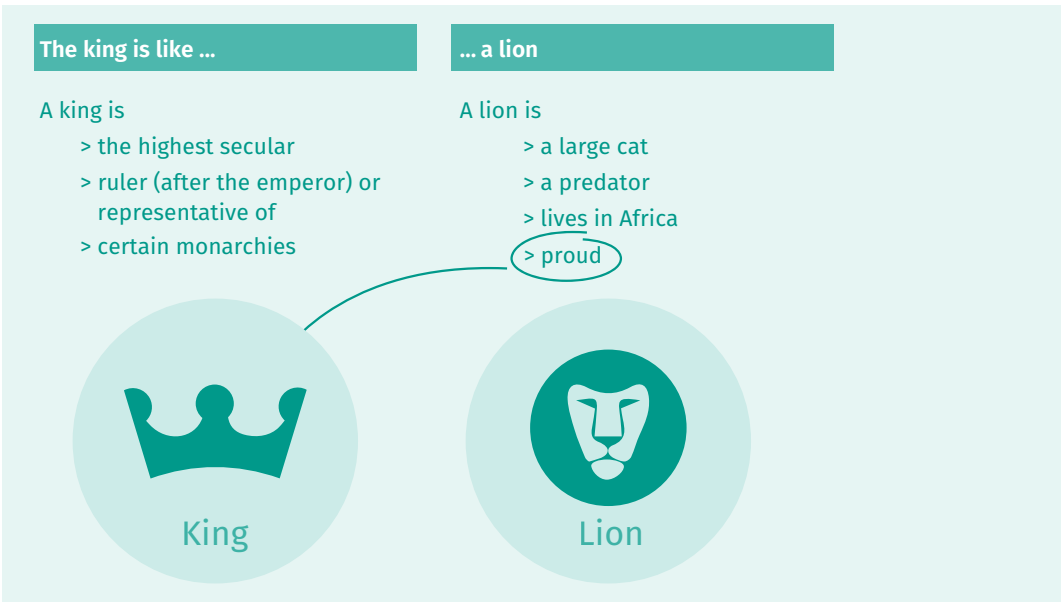 The king is like ...
A king is
> the highest secular
> ruler (after the emperor) or
representative of
> certain monarchies
King
... a lion
A lion is
> a large cat
> a predator
> lives in Africa
> proud
Lion